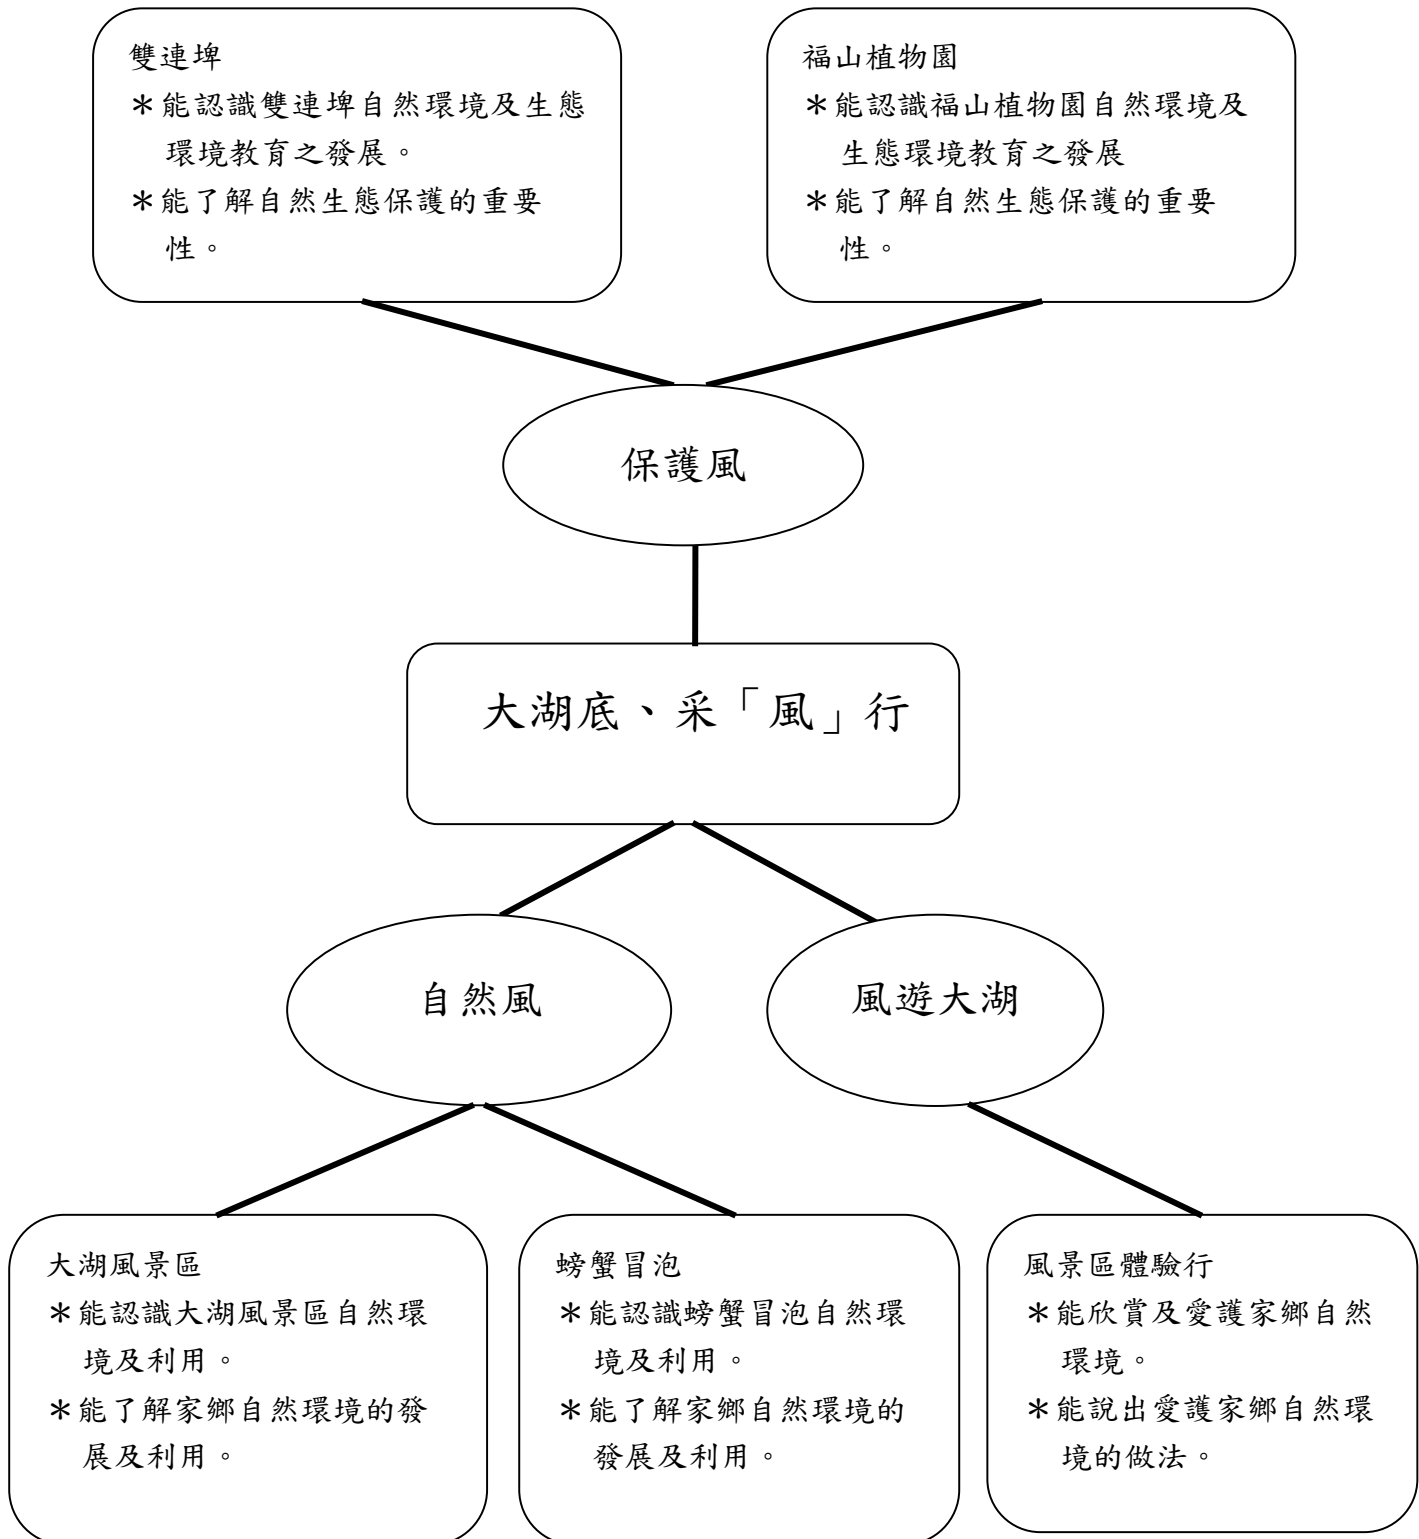 雙連埤
＊能認識雙連埤自然環境及生態
環境教育之發展。
＊能了解自然生態保護的重要
性。
福山植物園
＊能認識福山植物園自然環境及
生態環境教育之發展
＊能了解自然生態保護的重要
性。
保護風
大湖底、采「風」行
自然風
風遊大湖
大湖風景區
＊能認識大湖風景區自然環
境及利用。
＊能了解家鄉自然環境的發
展及利用。
螃蟹冒泡
＊能認識螃蟹冒泡自然環
境及利用。
＊能了解家鄉自然環境的
發展及利用。
風景區體驗行
＊能欣賞及愛護家鄉自然
環境。
＊能說出愛護家鄉自然環
境的做法。